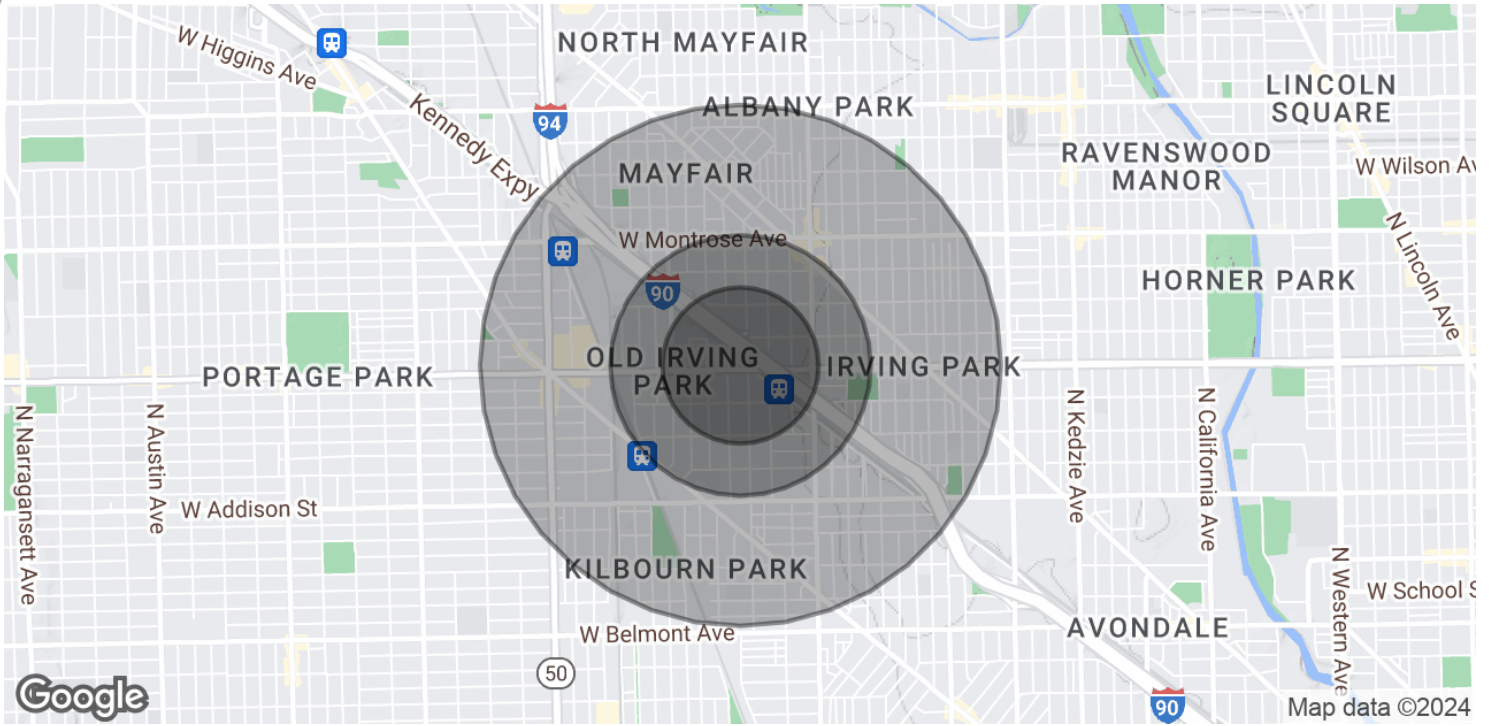 W Higgins Ave
Kennedy Expy
94
NORTH MAYFAIR
ALBANY PARK
LINCOLN
SQUARE
MAYFAIR
RAVENSWOOD
MANOR
W Wilson Av
W Montrose Ave
90
N Lincoln Ave
HORNER PARK
PORTAGE PARK
OLD IRVING
PARK
IRVING PARK
N Narragansett Ave
N Austin Ave
N Kedzie Ave
N California Ave
W Addison St
KILBOURN PARK
N Western Ave
W School S
W Belmont Ave
AVONDALE
50
90
Google
Map data ©2024